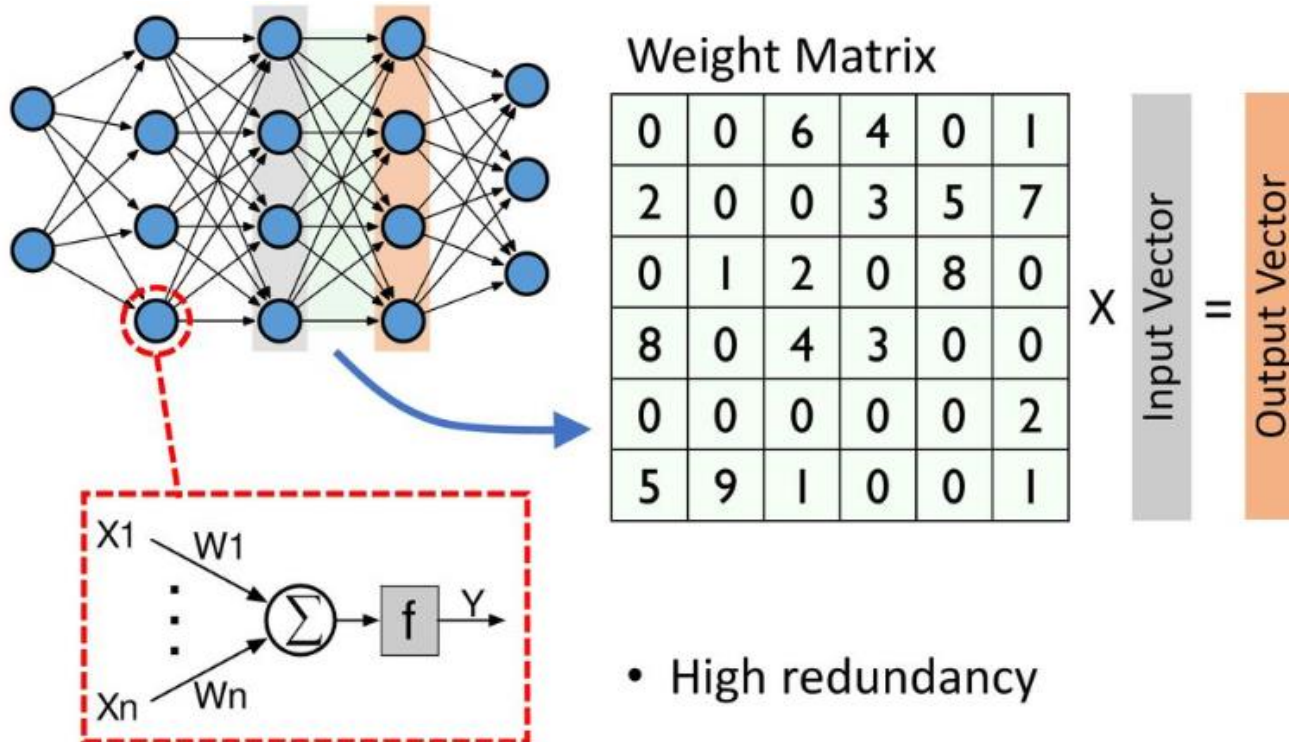 Weight Matrix
0 0 6 4 0 1
2 0 0 3 5 7
0 1 2 0 8 0
8 0 4 3 0 0
0 0 0 0 0 2
5 9 1 0 0 1
X
Input Vector
=
Output Vector
X1
W1
Σ
f
Y
Xn
Wn
• High redundancy